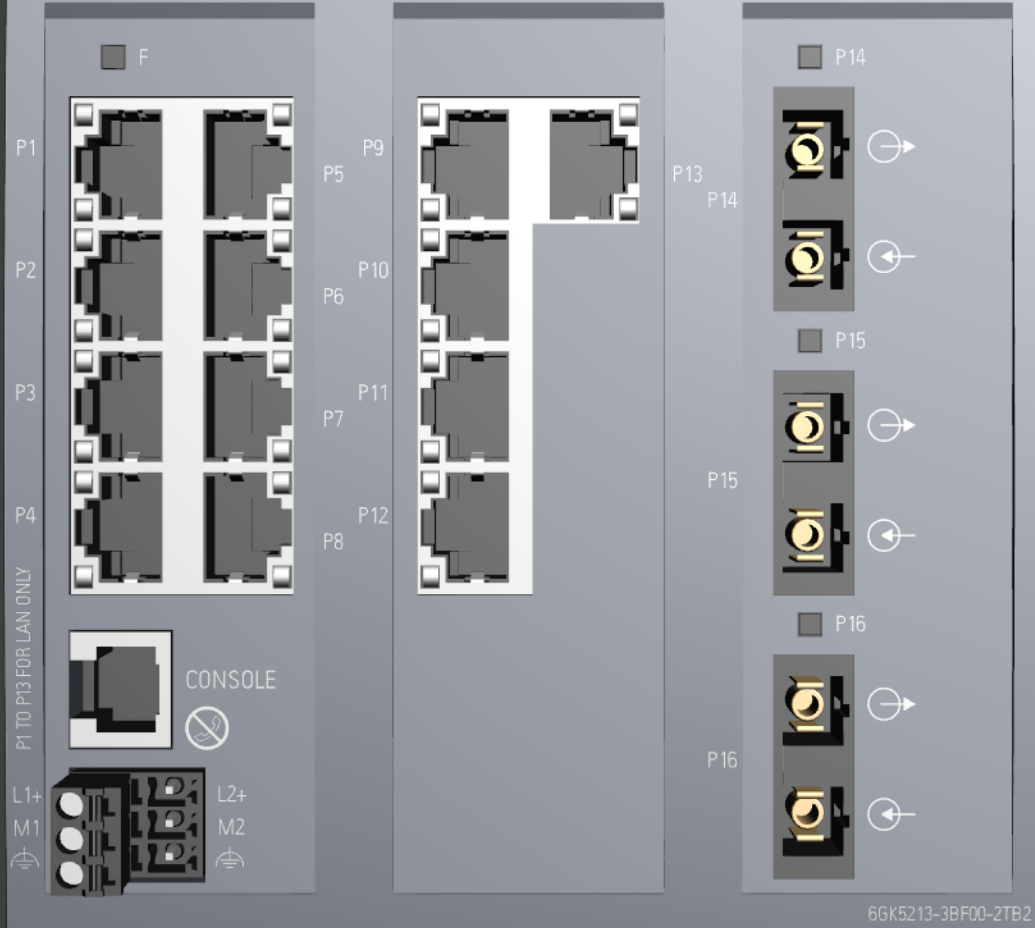 F
P14
P1
P5
P9
P13
P14
P2
P6
P10
P15
P3
P7
P11
P15
P4
P8
P12
P16
P1 TO P13 FOR LAN ONLY
CONSOLE
P16
L1+
L2+
M1
M2
6GK5213-3BF00-2TB2